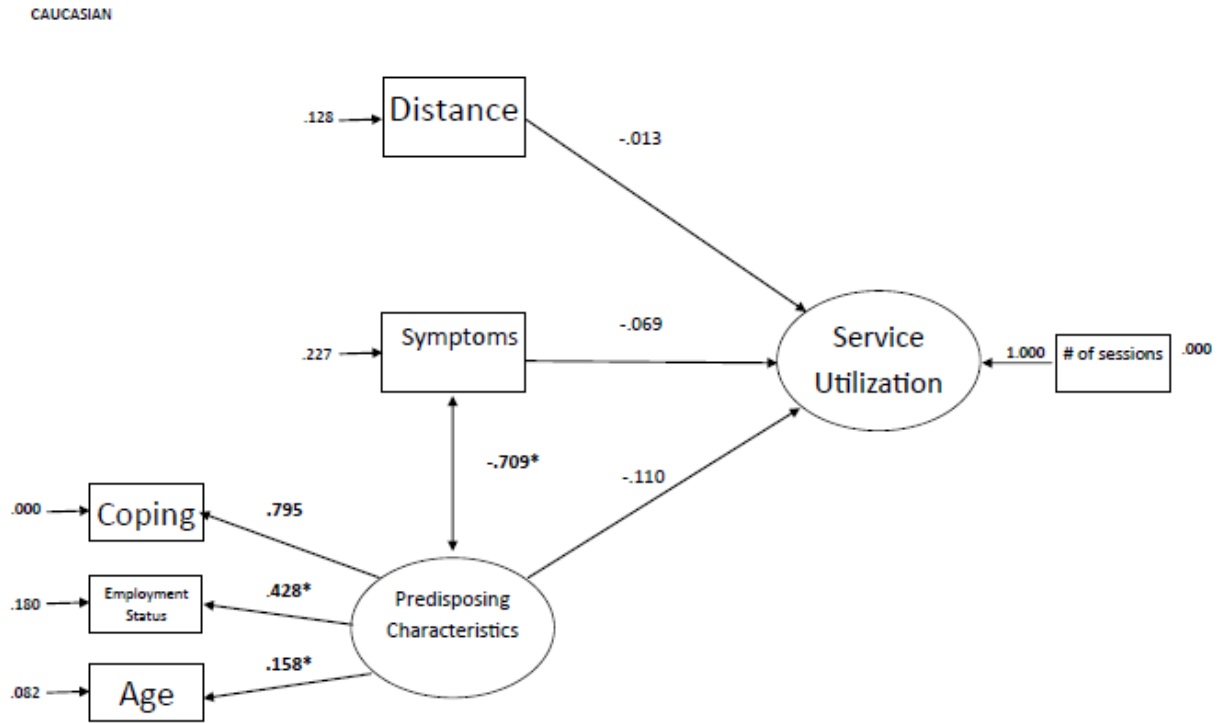 CAUCASIAN
Distance
.128
-.013
Symptoms
.227
-.069
Service
Utilization
1.000
# of sessions
.000
-.709*
-.110
.000
Coping
.795
.180
Employment
Status
.428*
Predisposing
Characteristics
.082
Age
.158*